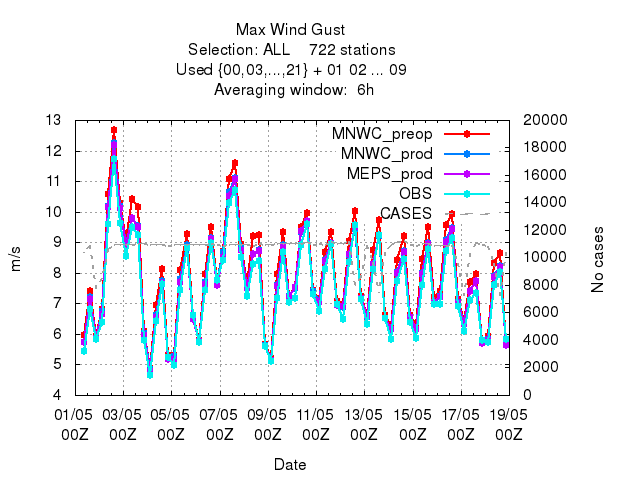 Max Wind Gust
Selection: ALL 722 stations
Used {00,03,...,21} + 01 02 ... 09
Averaging window: 6h
MNWC_preop
MNWC_prod
MEPS_prod
OBS
CASES
13
12
11
10
9
8
7
6
5
4
m/s
20000
18000
16000
14000
12000
10000
8000
6000
4000
2000
0
No cases
01/05 03/05 05/05 07/05 09/05 11/05 13/05 15/05 17/05 19/05
00Z 00Z 00Z 00Z 00Z 00Z 00Z 00Z 00Z 00Z
Date